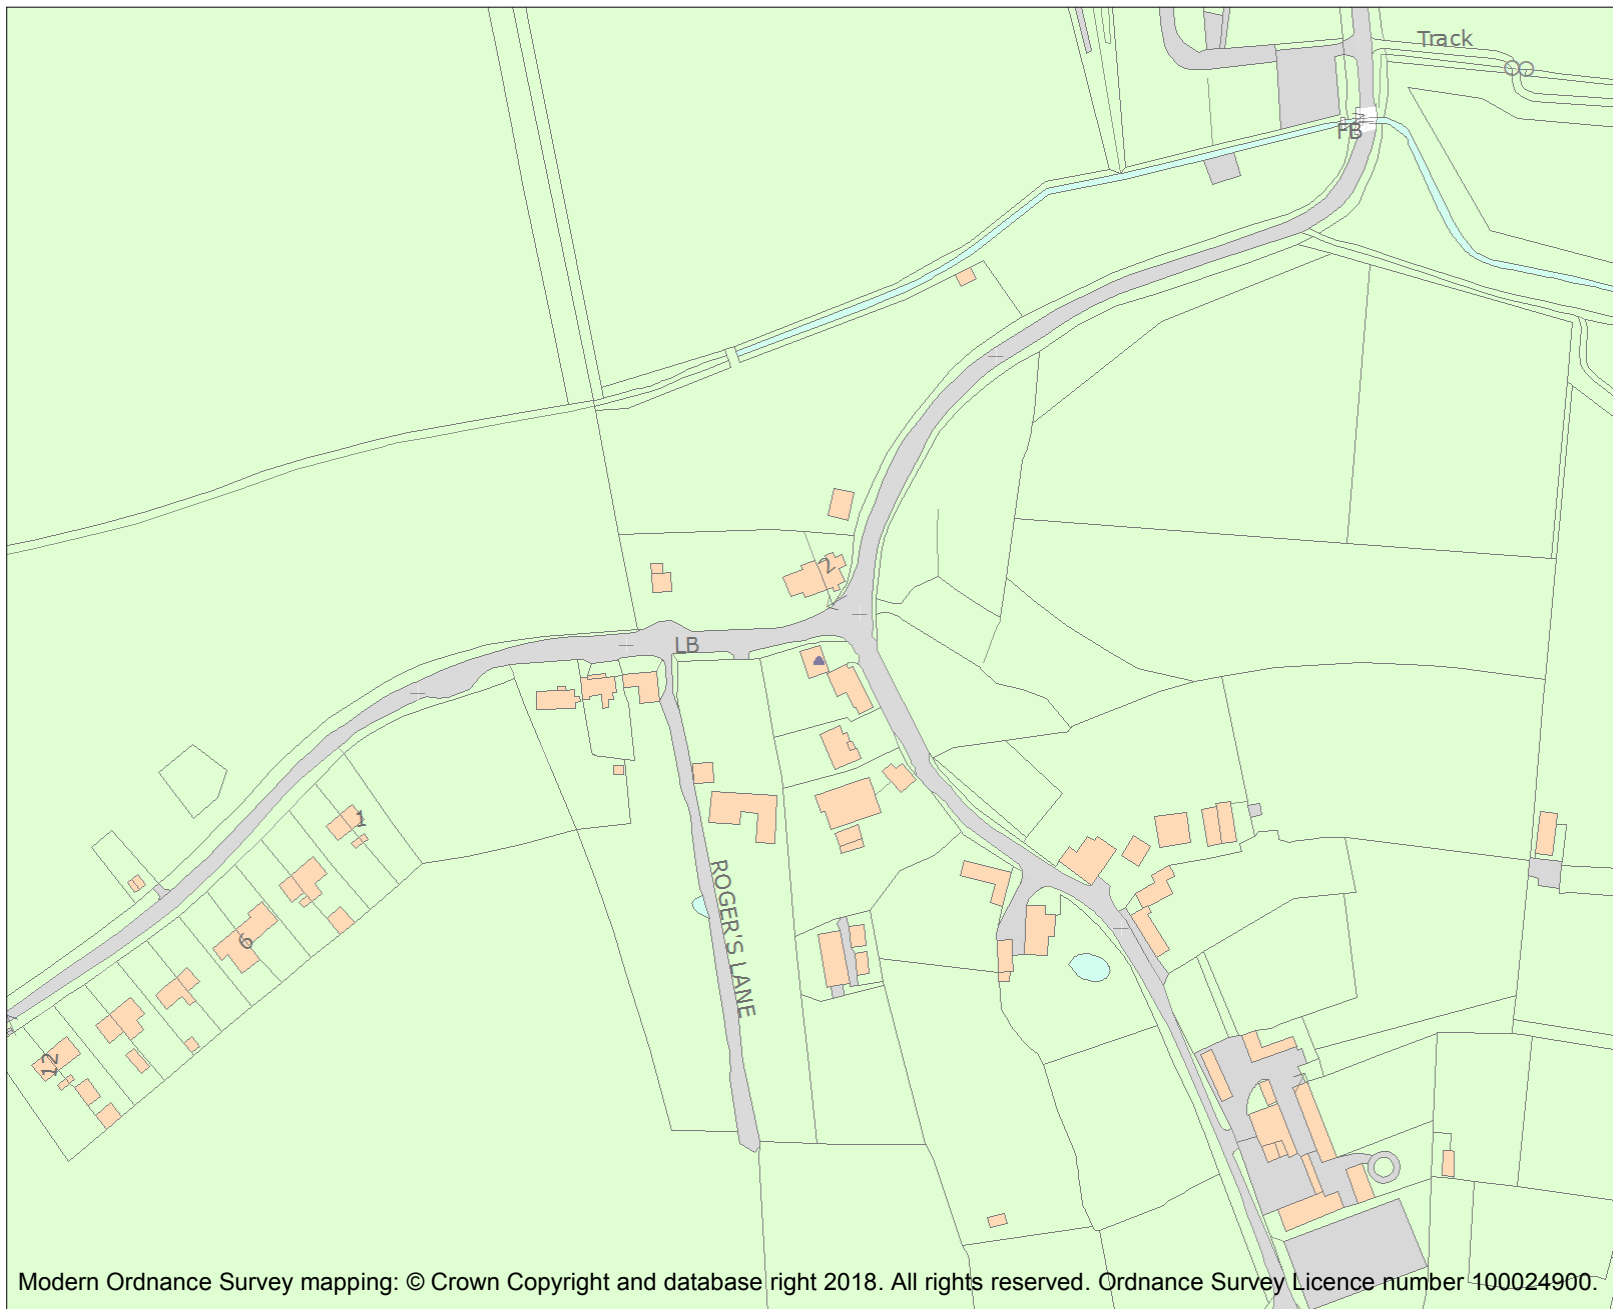 Track
FB
2
LB
1
ROGER'S LANE
6
12
Modern Ordnance Survey mapping: © Crown Copyright and database right 2018. All rights reserved. Ordnance Survey Licence number 100024900.